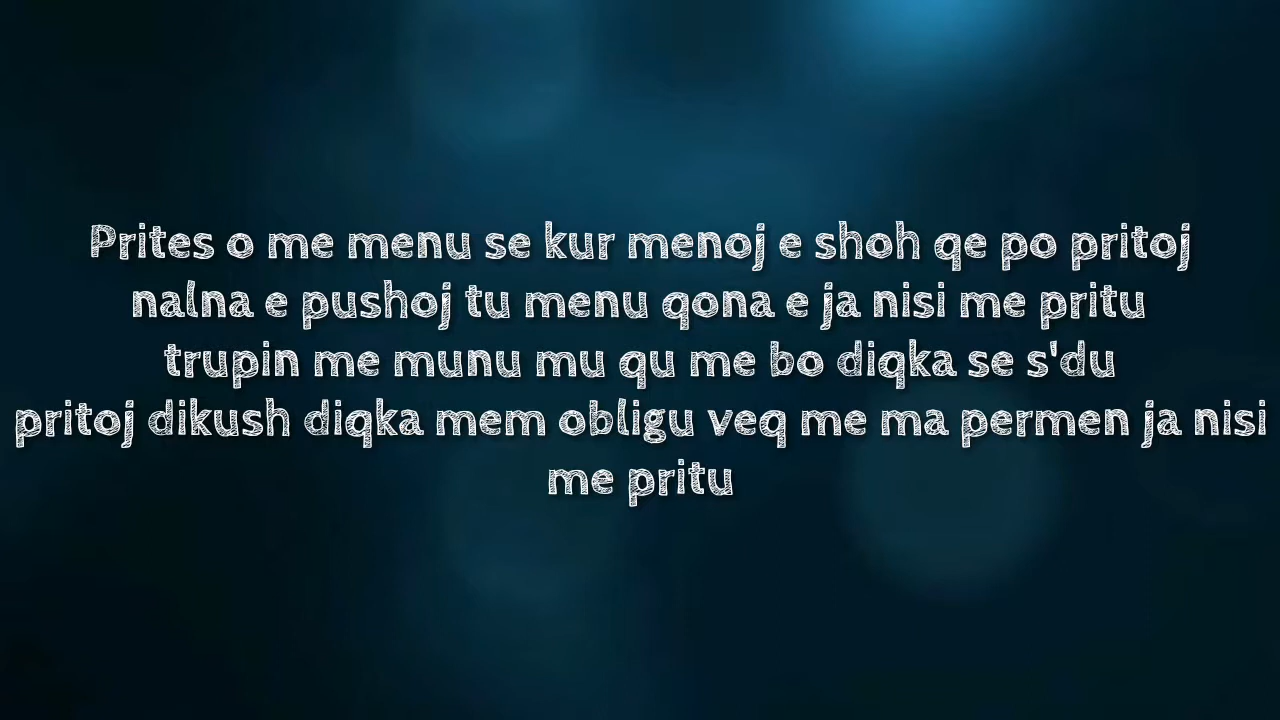 Prites o me menu se kur menoj e shoh qe po pritoj
nalna e pushoj tu menu qona e ja nisi me pritu
trupin me munu mu qu me bo diqka se s'du
pritoj dikush diqka mem obligu veq me ma permen ja nisi
me pritu